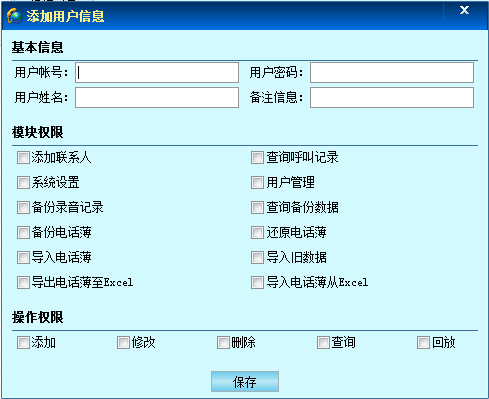 添加用户信息
基本信息
用户帐号： 用户密码：
用户姓名： 备注信息：
模块权限
添加联系人 查询呼叫记录
系统设置 用户管理
备份录音记录 查询备份数据
备份电话薄 还原电话薄
导入电话薄 导入旧数据
导出电话薄至Excel 导入电话薄从Excel
操作权限
添加 修改 删除 查询 回放
保存